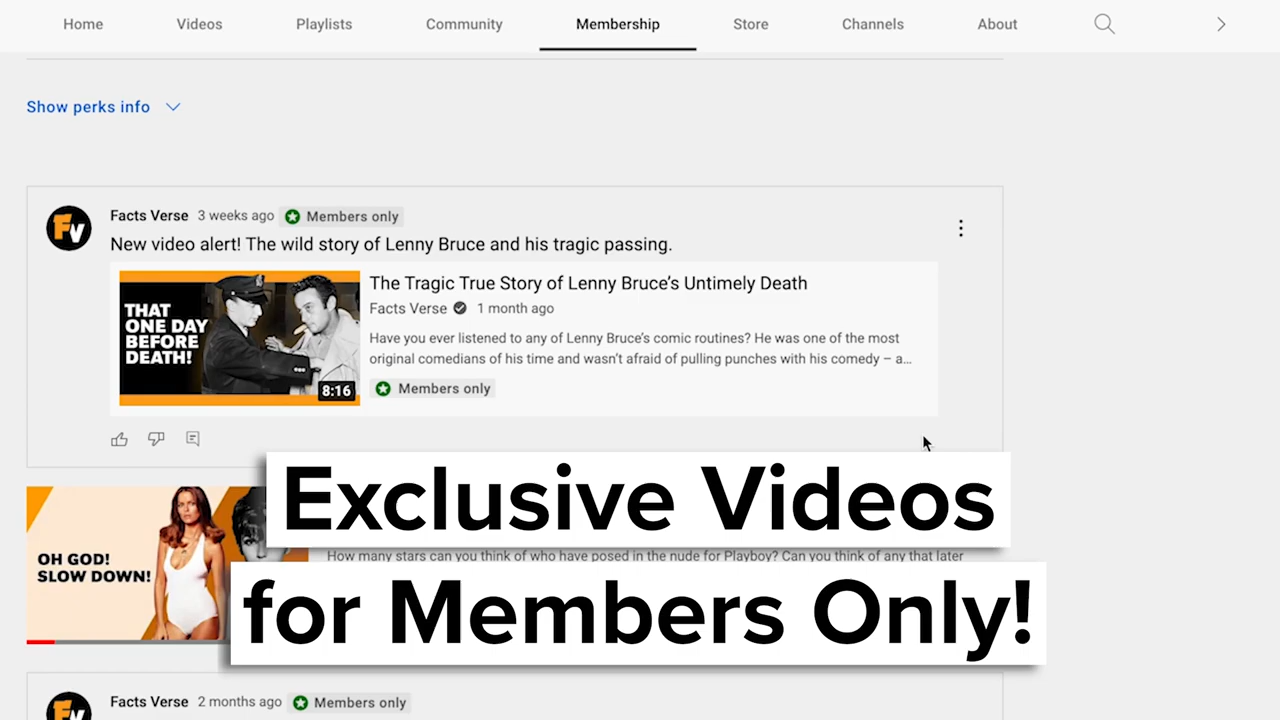 Home Videos Playlists Community Membership Store Channels About
Show perks info
FV
Facts Verse 3 weeks ago Members only
New video alert! The wild story of Lenny Bruce and his tragic passing.
THAT
ONE DAY
BEFORE
DEATH!
8:16
The Tragic True Story of Lenny Bruce's Untimely Death
Facts Verse 1 month ago
Have you ever listened to any of Lenny Bruce's comic routines? He was one of the most
original comedians of his time and wasn't afraid of pulling punches with his comedy – a...
Members only
Exclusive Videos
for Members Only!
OH GOD!
SLOW DOWN!
How many stars can you think of who have posed in the nude for Playboy? Can you think of any that later
FV
Facts Verse 2 months ago Members only